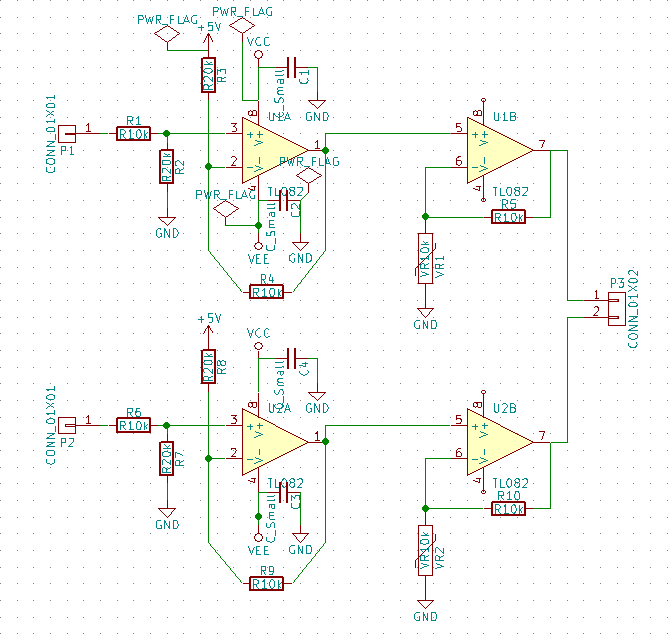 PWR_FLAG
PWR_FLAG
+5V
VCC
R20k
R3
C_Small
C1
GND
CONN_01X01
P1
1
R1
R10k
R20k
R2
GND
8
U1A
3
2
1
4
V+
V-
TL082
PWR_FLAG
PWR_FLAG
C_Small
C2
VEE
GND
R4
R10k
8
U1B
5
6
7
4
V+
V-
TL082
R5
R10k
VR10k
VR1
GND
P3
1
2
CONN_01X02
+5V
VCC
R20k
R8
C_Small
C4
GND
CONN_01X01
P2
1
R6
R10k
R20k
R7
GND
8
U2A
3
2
1
4
V+
V-
TL082
C_Small
C3
VEE
GND
R9
R10k
8
U2B
5
6
7
4
V+
V-
TL082
R10
R10k
VR10k
VR2
GND